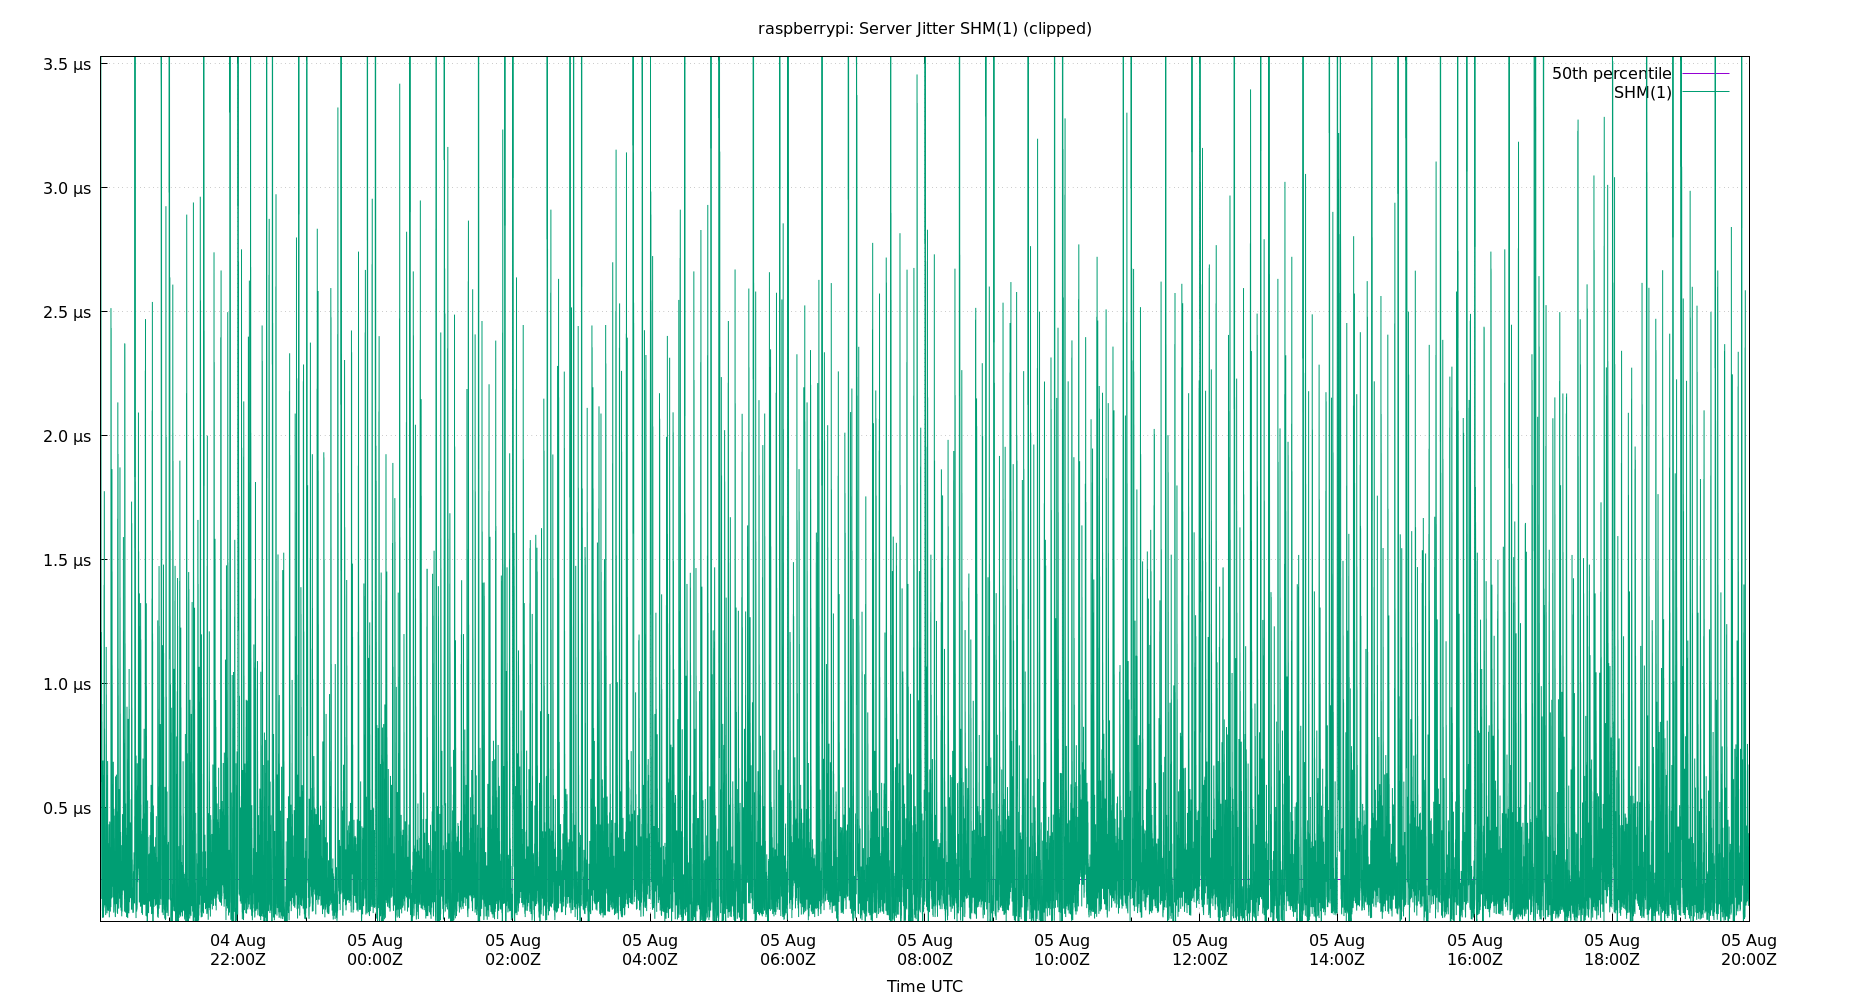 raspberrypi: Server Jitter SHM(1) (clipped)
3.5 µs
3.0 µs
2.5 µs
2.0 µs
1.5 µs
1.0 µs
0.5 µs
50th percentile
SHM(1)
04 Aug 05 Aug 05 Aug 05 Aug 05 Aug 05 Aug 05 Aug 05 Aug 05 Aug 05 Aug 05 Aug 05 Aug
22:00Z 00:00Z 02:00Z 04:00Z 06:00Z 08:00Z 10:00Z 12:00Z 14:00Z 16:00Z 18:00Z 20:00Z
Time UTC